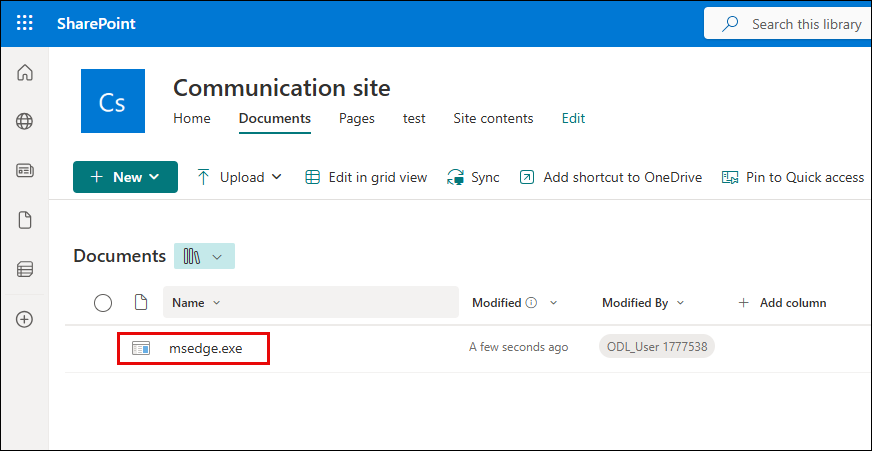 SharePoint
Search this library
Cs
Communication site
Home Documents Pages test Site contents Edit
New Upload Edit in grid view Sync Add shortcut to OneDrive Pin to Quick access
Documents
Name Modified Modified By Add column
msedge.exe A few seconds ago ODL_User 1777538